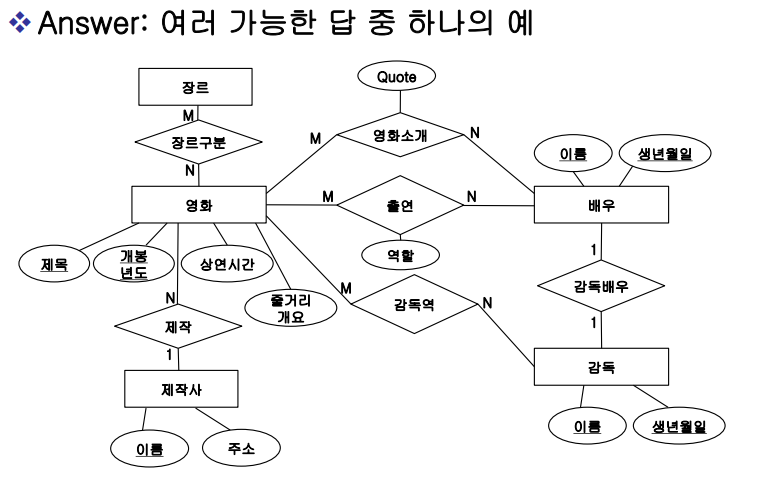 ❖ Answer: 여러 가능한 답 중 하나의 예
Quote
장르
M
장르구분
영화소개
M
N
N
이름
생년월일
영화
M
출연
N
배우
역할
1
제목
개봉
년도
상연시간
M
감독역
N
감독배우
N
줄거리
개요
제작
1
1
감독
제작사
이름
생년월일
이름
주소